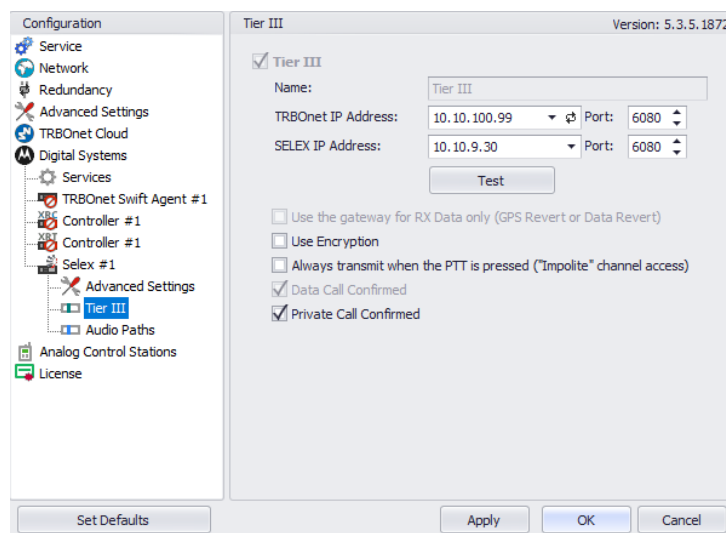 Configuration
Service
Network
Redundancy
Advanced Settings
TRBOnet Cloud
Digital Systems
Services
TRBOnet Swift Agent #1
XRC
Controller #1
XRT
Controller #1
Selex #1
Advanced Settings
Tier III
Audio Paths
Analog Control Stations
License
Set Defaults
Tier III Version: 5.3.5.1872
Tier III
Name: Tier III
TRBOnet IP Address: 10.10.100.99 Port: 6080
SELEX IP Address: 10.10.9.30 Port: 6080
Test
Use the gateway for RX Data only (GPS Revert or Data Revert)
Use Encryption
Always transmit when the PTT is pressed ("Impolite" channel access)
Data Call Confirmed
Private Call Confirmed
Apply OK Cancel